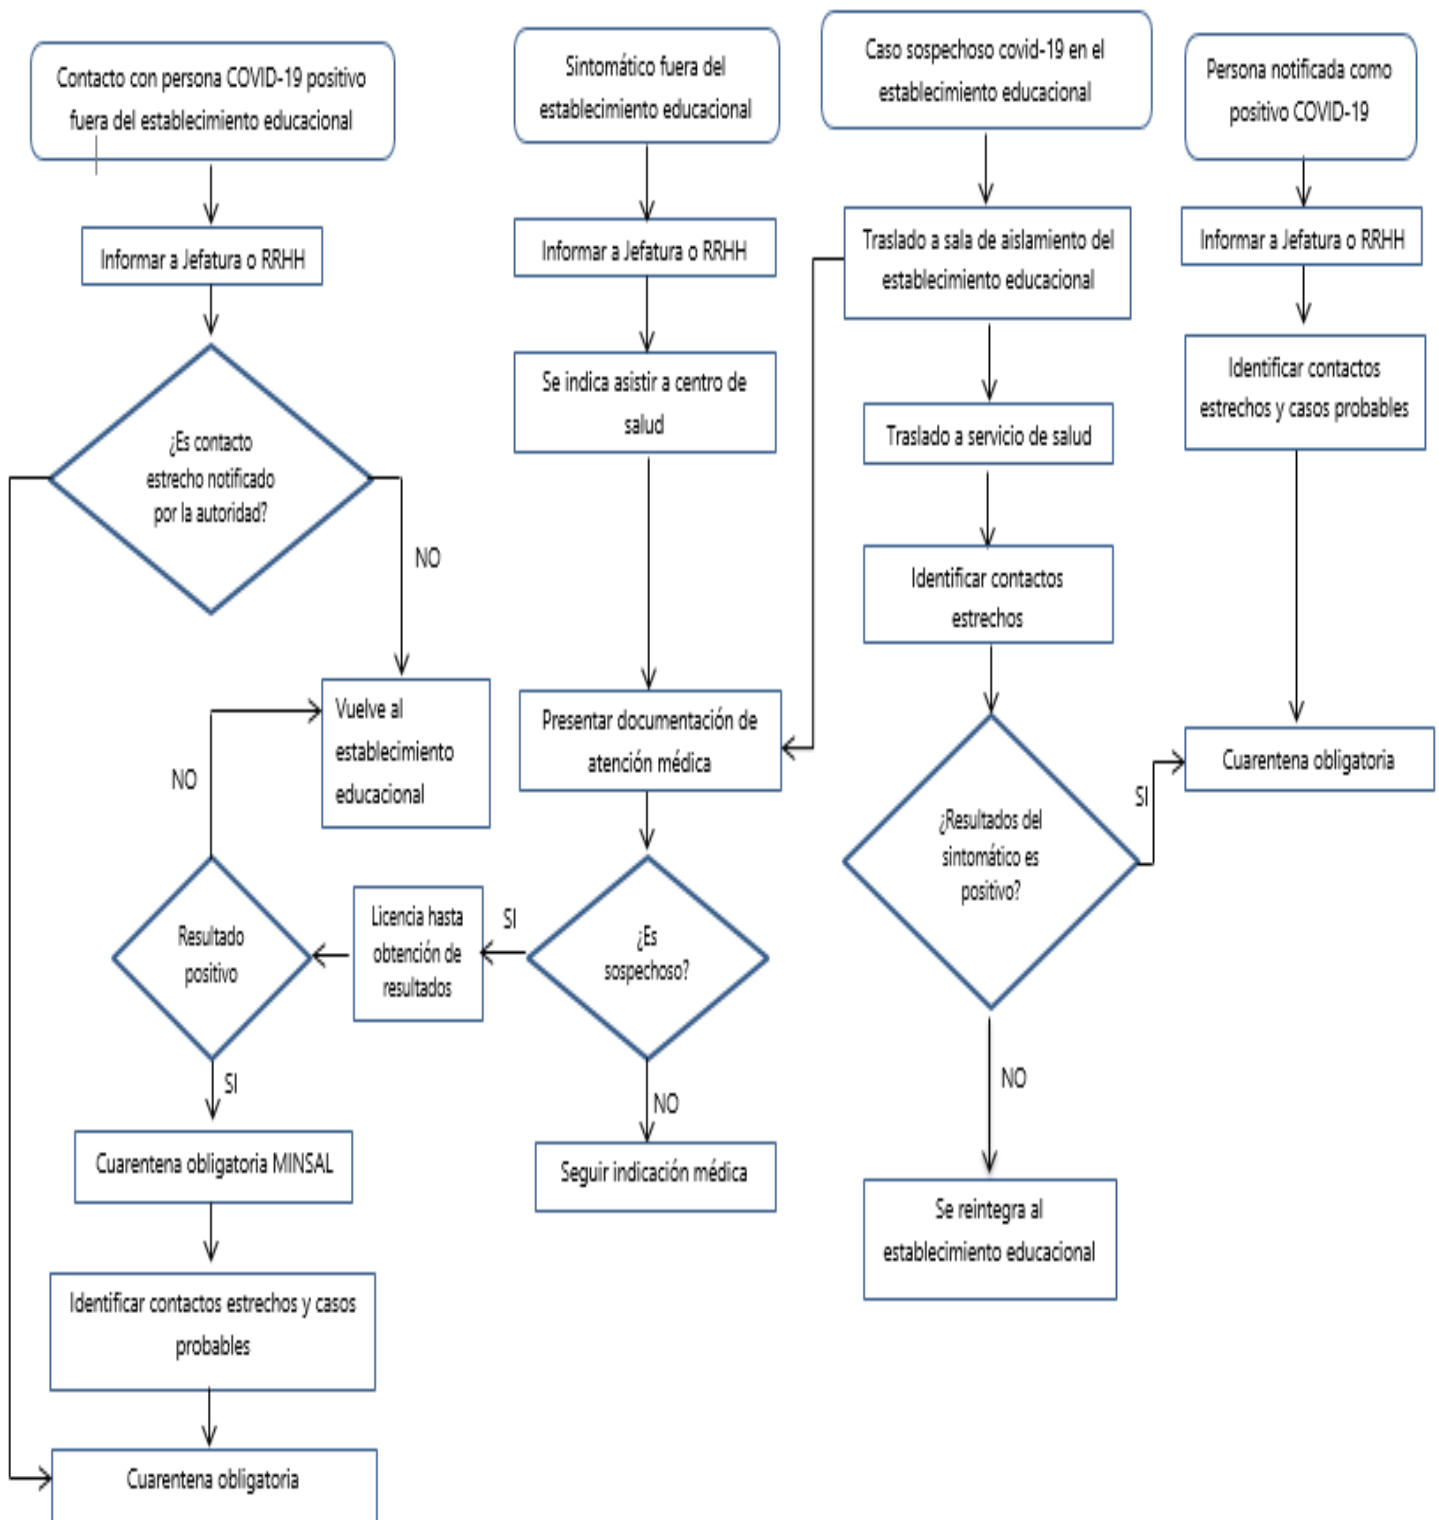 Contacto con persona COVID-19 positivo
fuera del establecimiento educacional
Informar a Jefatura o RRHH
¿Es contacto
estrecho notificado
por la autoridad?
NO
Vuelve al
establecimiento
educacional
NO
Resultado
positivo
SI
Cuarentena obligatoria MINSAL
Identificar contactos estrechos y casos
probables
Cuarentena obligatoria
Sintomático fuera del
establecimiento educacional
Informar a Jefatura o RRHH
Se indica asistir a centro de
salud
Presentar documentación de
atención médica
¿Es
sospechoso?
SI
Licencia hasta
obtención de
resultados
NO
Seguir indicación médica
Caso sospechoso covid-19 en el
establecimiento educacional
Traslado a sala de aislamiento del
establecimiento educacional
Traslado a servicio de salud
Identificar contactos
estrechos
¿Resultados del
sintomático es
positivo?
SI
NO
Se reintegra al
establecimiento educacional
Persona notificada como
positivo COVID-19
Informar a Jefatura o RRHH
Identificar contactos
estrechos y casos probables
Cuarentena obligatoria